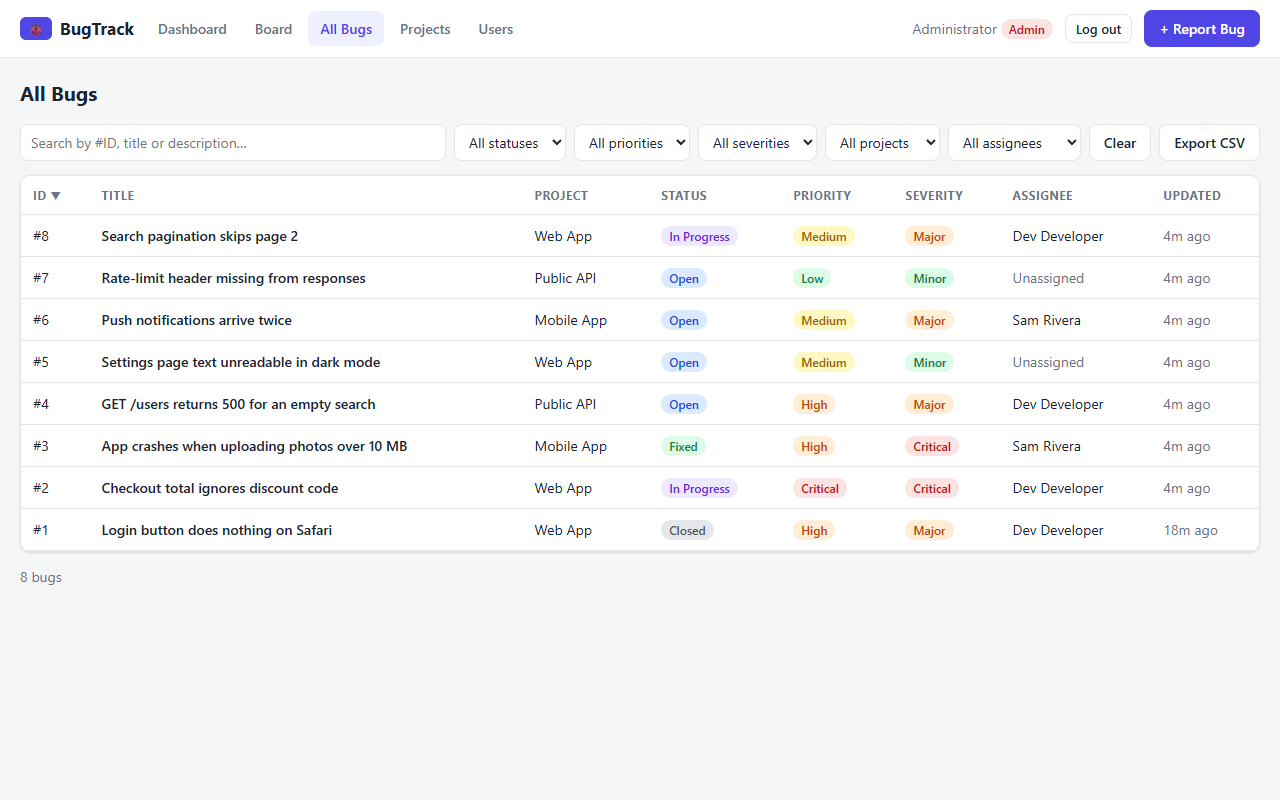 BugTrack Dashboard Board All Bugs Projects Users Administrator Admin Log out + Report Bug
All Bugs
Search by #ID, title or description... All statuses All priorities All severities All projects All assignees Clear Export CSV
ID ▼ TITLE PROJECT STATUS PRIORITY SEVERITY ASSIGNEE UPDATED
#8 Search pagination skips page 2 Web App In Progress Medium Major Dev Developer 4m ago
#7 Rate-limit header missing from responses Public API Open Low Minor Unassigned 4m ago
#6 Push notifications arrive twice Mobile App Open Medium Major Sam Rivera 4m ago
#5 Settings page text unreadable in dark mode Web App Open Medium Minor Unassigned 4m ago
#4 GET /users returns 500 for an empty search Public API Open High Major Dev Developer 4m ago
#3 App crashes when uploading photos over 10 MB Mobile App Fixed High Critical Sam Rivera 4m ago
#2 Checkout total ignores discount code Web App In Progress Critical Critical Dev Developer 4m ago
#1 Login button does nothing on Safari Web App Closed High Major Dev Developer 18m ago
8 bugs